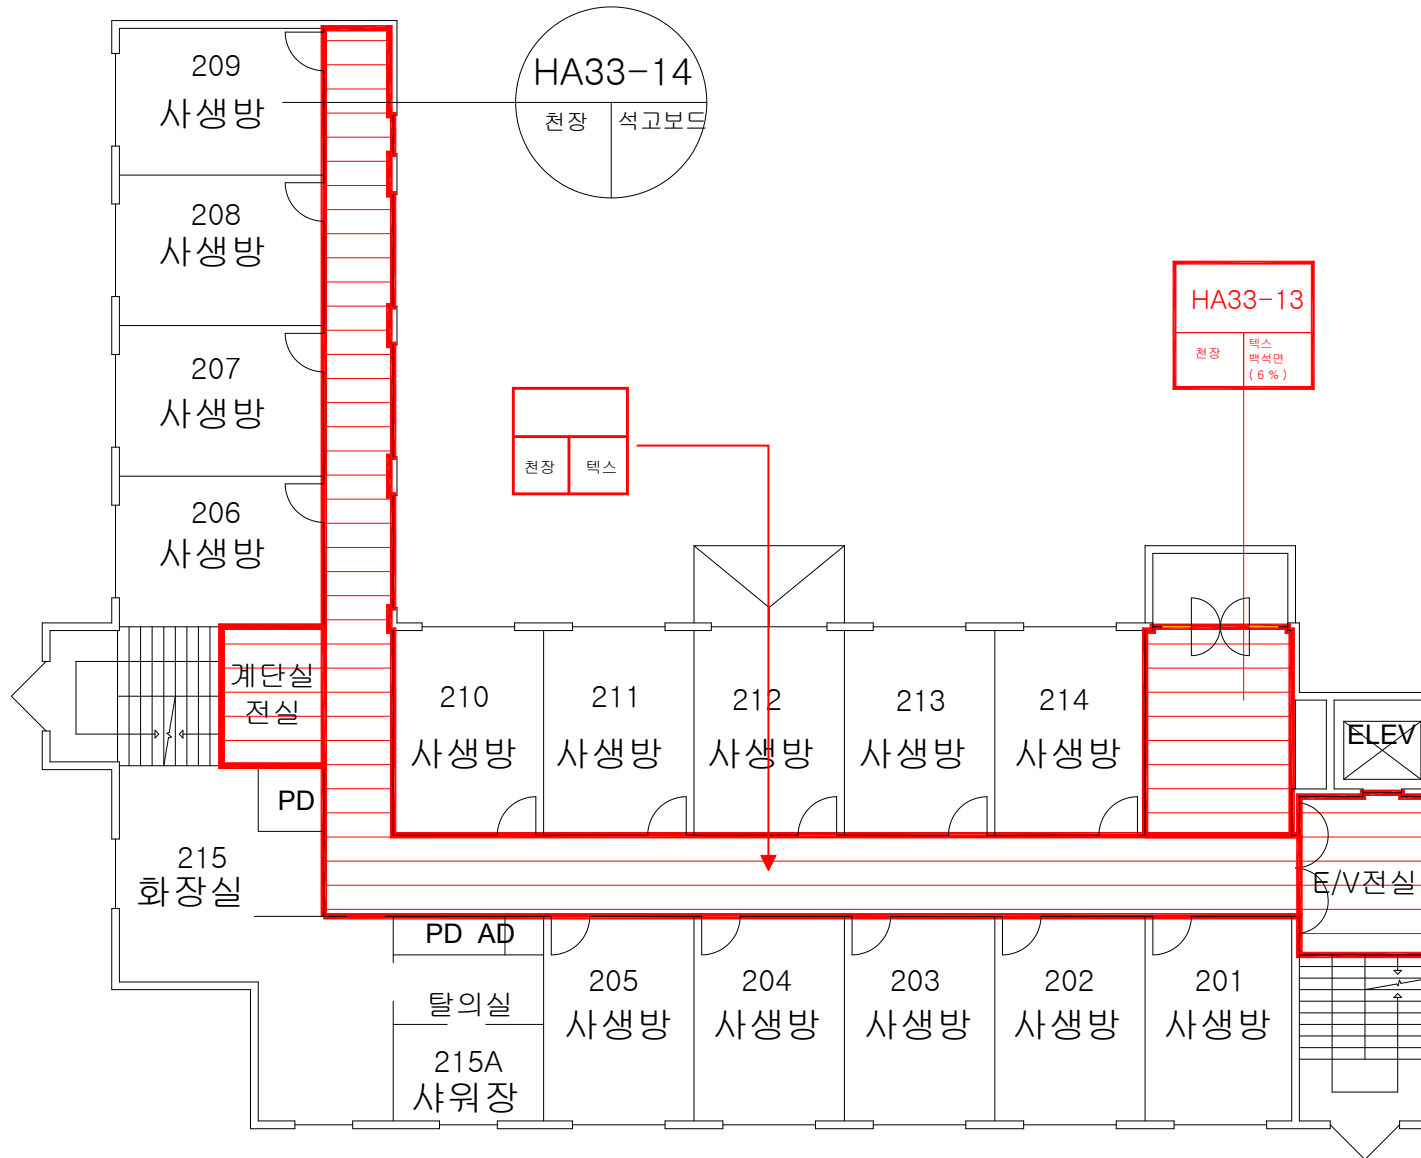 209
사생방
HA33-14
천장 석고보드
208
사생방
HA33-13
천장
텍스
백석면
(6%)
207
사생방
천장 텍스
206
사생방
계단실
전실
210
사생방
211
사생방
212
사생방
213
사생방
214
사생방
ELEV
PD
215
화장실
E/V전실
PD AD
탈의실
215A
샤워장
205
사생방
204
사생방
203
사생방
202
사생방
201
사생방